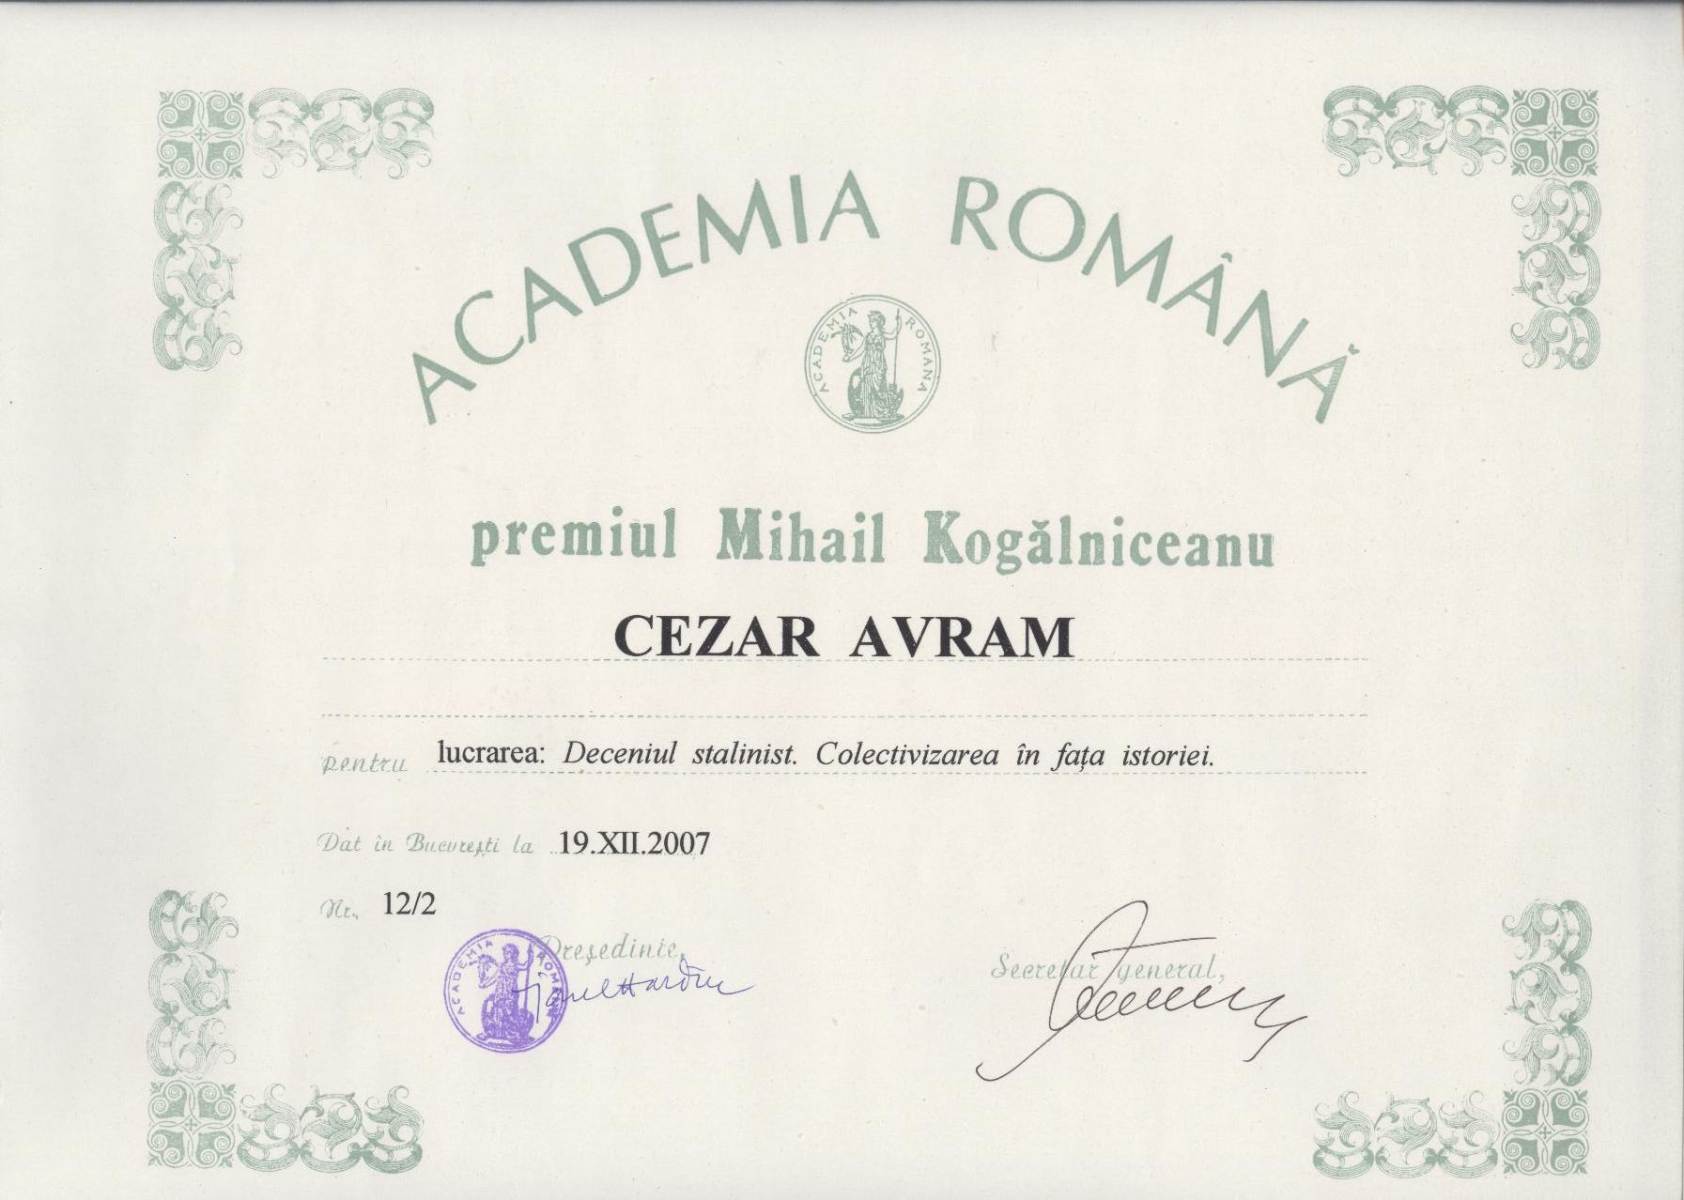 ACADEMIA ROMÂNĂ
ACADEMIA ROMANA
premiul Mihail Kogălniceanu
CEZAR AVRAM
pentru lucrarea: Deceniul stalinist. Colectivizarea în fața istoriei.
Dat în București la 19.XII.2007
Nr. 12/2
Președinte,
Secretar general,
ACADEMIA ROMANA